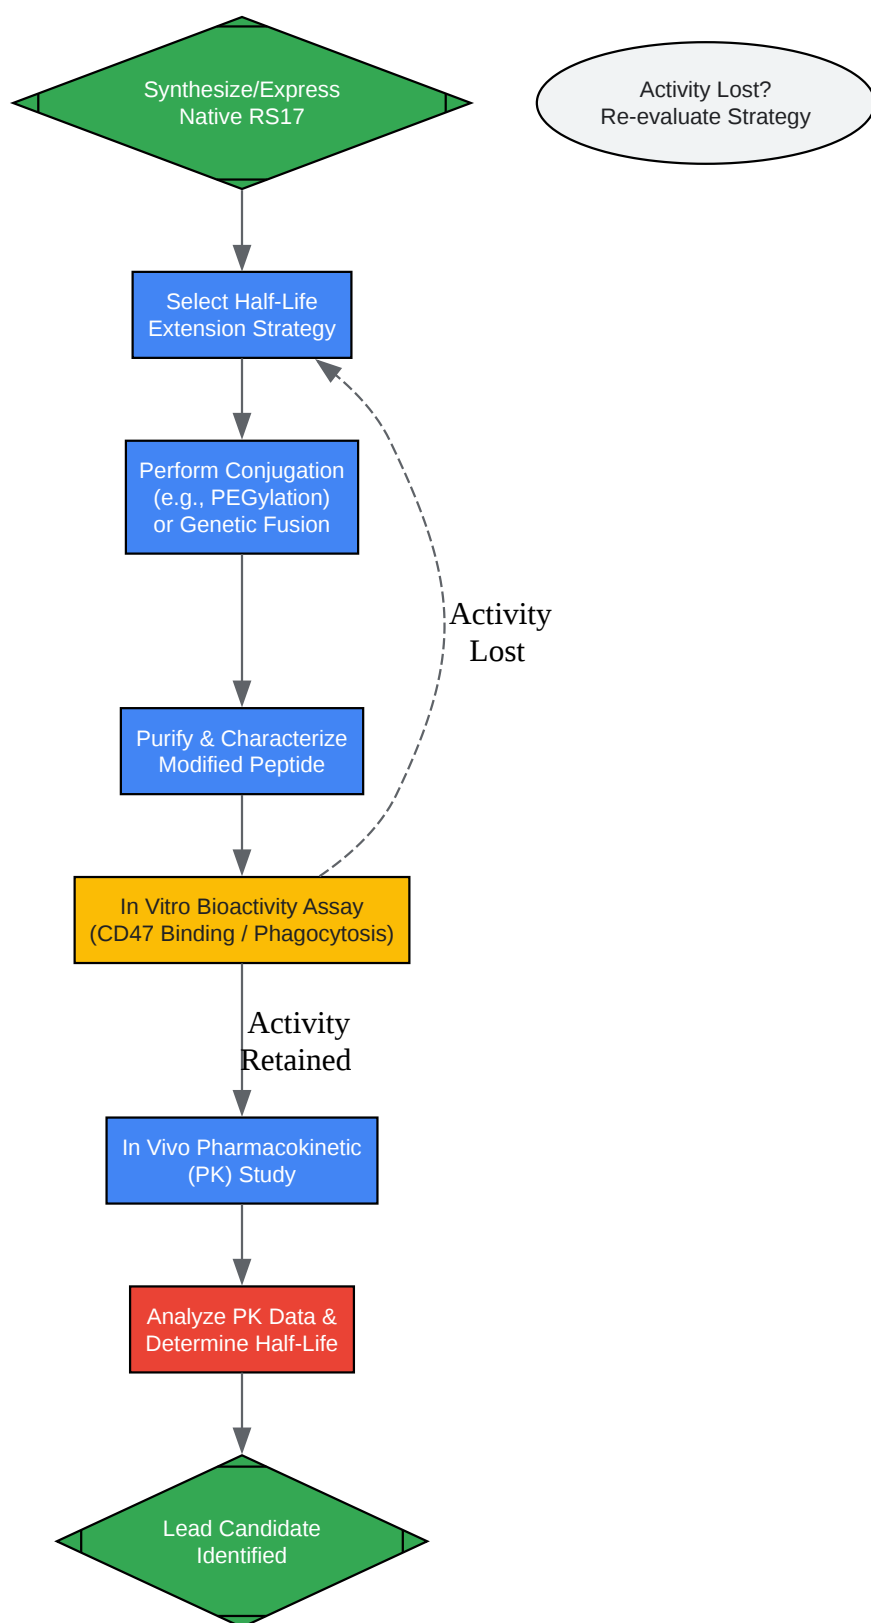 Synthesize/Express
Native RS17
Activity Lost?
Re-evaluate Strategy
Select Half-Life
Extension Strategy
Perform Conjugation
(e.g., PEGylation)
or Genetic Fusion
Activity
Lost
Purify & Characterize
Modified Peptide
In Vitro Bioactivity Assay
(CD47 Binding / Phagocytosis)
Activity
Retained
In Vivo Pharmacokinetic
(PK) Study
Analyze PK Data &
Determine Half-Life
Lead Candidate
Identified